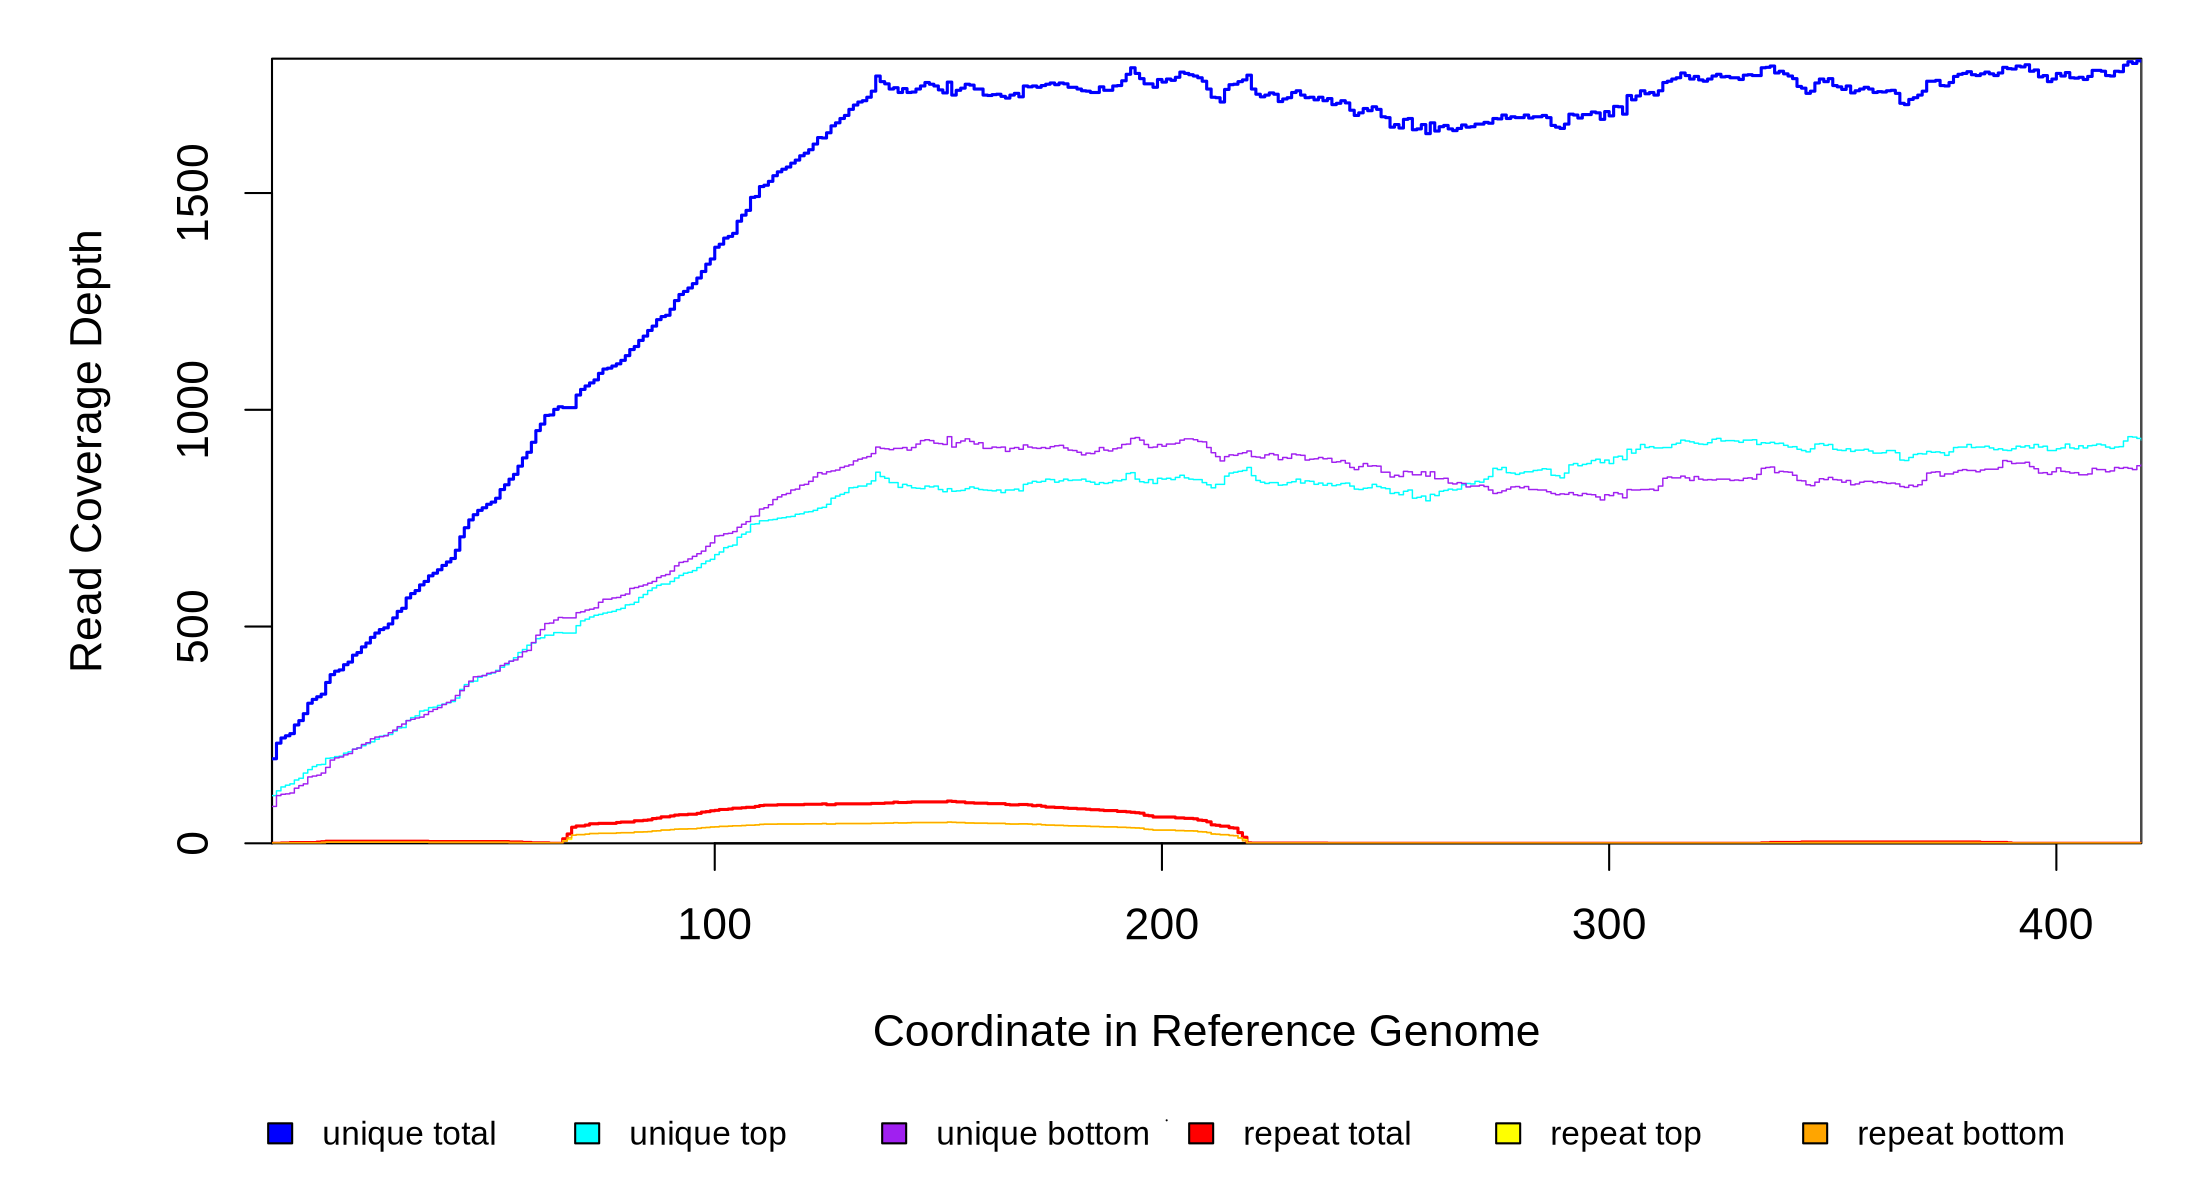 Read Coverage Depth
1500
1000
500
0
100 200 300 400
Coordinate in Reference Genome
unique total unique top unique bottom repeat total repeat top repeat bottom